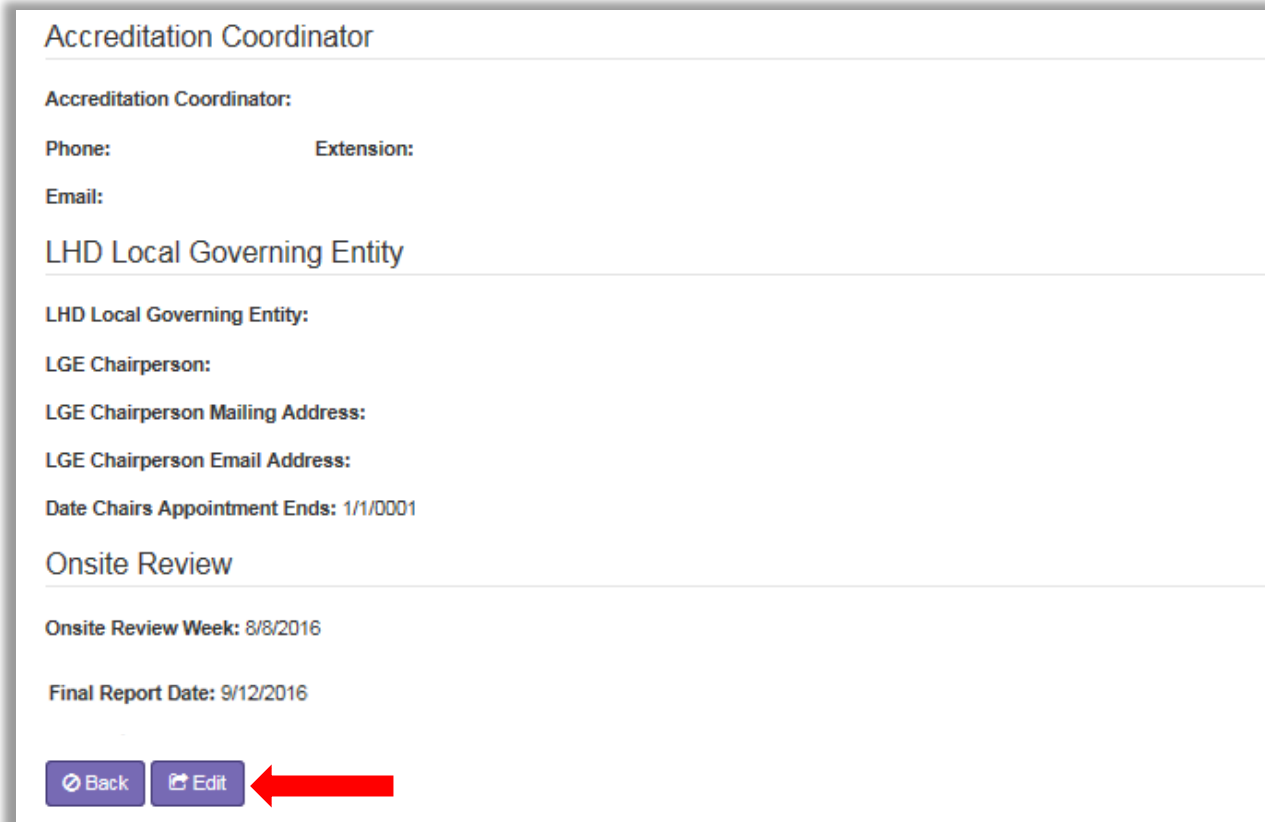 Accreditation Coordinator
Accreditation Coordinator:
Phone: Extension:
Email:
LHD Local Governing Entity
LHD Local Governing Entity:
LGE Chairperson:
LGE Chairperson Mailing Address:
LGE Chairperson Email Address:
Date Chairs Appointment Ends: 1/1/0001
Onsite Review
Onsite Review Week: 8/8/2016
Final Report Date: 9/12/2016
Back Edit